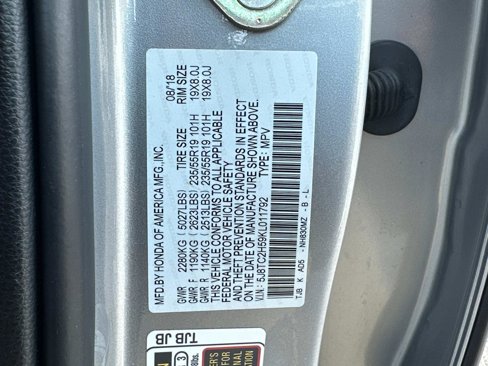 MFD.BY HONDA OF AMERICA MFG.,INC. 08/18
TIRE SIZE RIM SIZE
GVWR 2280KG (5027LBS)
GAWR F 1190KG (2623LBS) 235/55R19 101H 19X8.0J
GAWR R 1140KG (2513LBS) 235/55R19 101H 19X8.0J
THIS VEHICLE CONFORMS TO ALL APPLICABLE
FEDERAL MOTOR VEHICLE SAFETY
AND THEFT PREVENTION STANDARDS IN EFFECT
ON THE DATE OF MANUFACTURE SHOWN ABOVE.
V.I.N.: 5J8TC2H59KL011792 TYPE: MPV
TJB K AD5 - NH830MZ - B - L
TJB JB
3